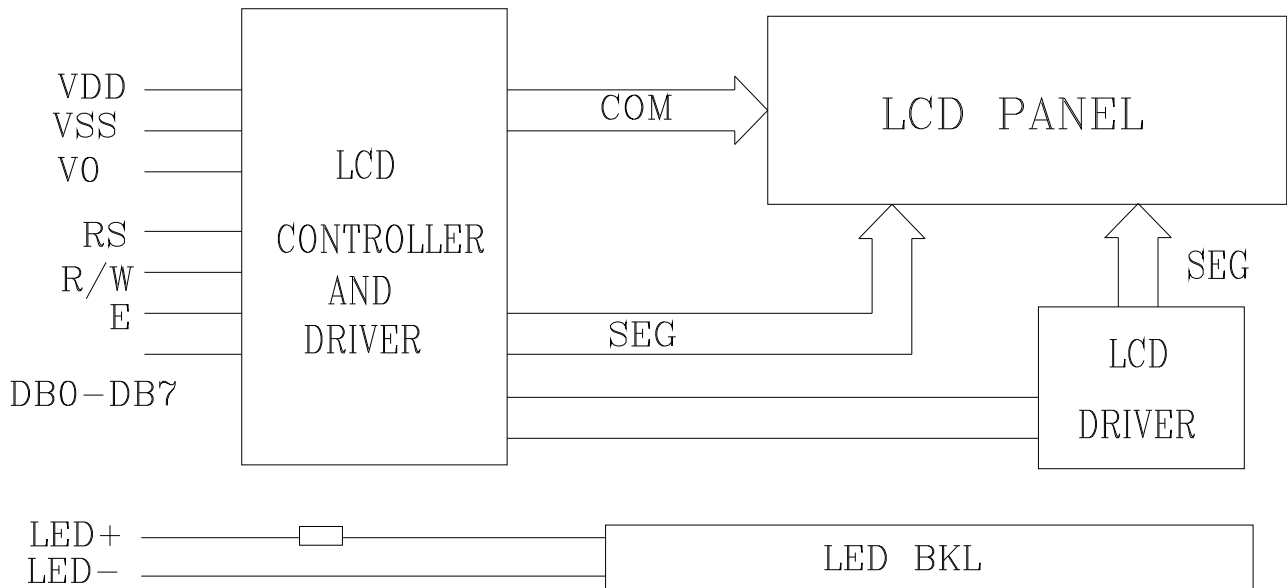 VDD
VSS
V0
RS
R/W
E
DB0-DB7
LCD
CONTROLLER
AND
DRIVER
COM
SEG
LCD PANEL
SEG
LCD
DRIVER
LED+
LED-
LED BKL